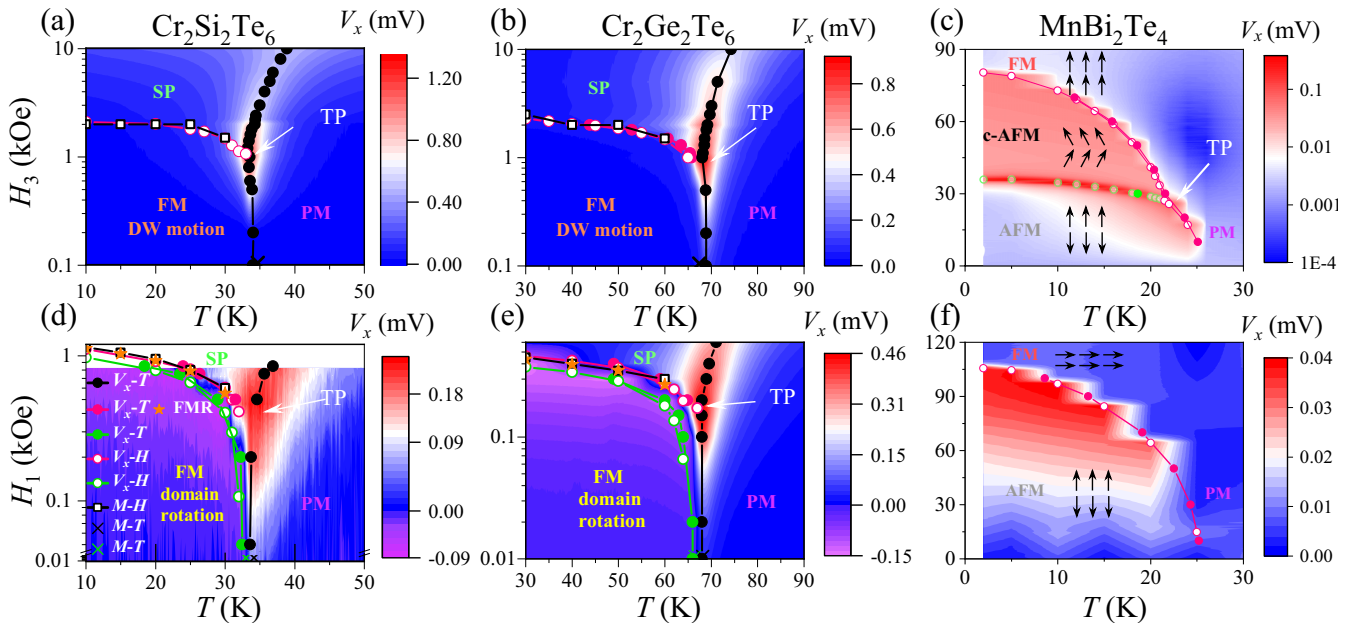 (a) Cr2Si2Te6 Vx (mV)
10
1
0.1
H3 (kOe)
SP
TP
FM
DW motion
PM
10 20 30 40 50
T (K)
1.20
0.90
0.60
0.30
0.00
(b) Cr2Ge2Te6 Vx (mV)
10
1
0.1
SP
TP
FM
DW motion
PM
30 40 50 60 70 80 90
T (K)
0.8
0.6
0.4
0.2
0.0
(c) MnBi2Te4 Vx (mV)
90
60
30
0
FM
c-AFM
TP
AFM
PM
0 10 20 30
T (K)
0.1
0.01
0.001
1E-4
(d) Vx (mV)
1
0.1
0.01
H1 (kOe)
SP
TP
Vx-T
Vx-T FMR
Vx-T
Vx-H
Vx-H
M-H
M-T
M-T
FM
domain
rotation
PM
10 20 30 40 50
T (K)
0.18
0.09
0.00
-0.09
(e) Vx (mV)
0.1
0.01
SP
TP
FM
domain
rotation
PM
30 40 50 60 70 80 90
T (K)
0.46
0.31
0.15
0.00
-0.15
(f) Vx (mV)
120
90
60
30
0
FM
AFM
PM
0 10 20 30
T (K)
0.04
0.03
0.02
0.01
0.00